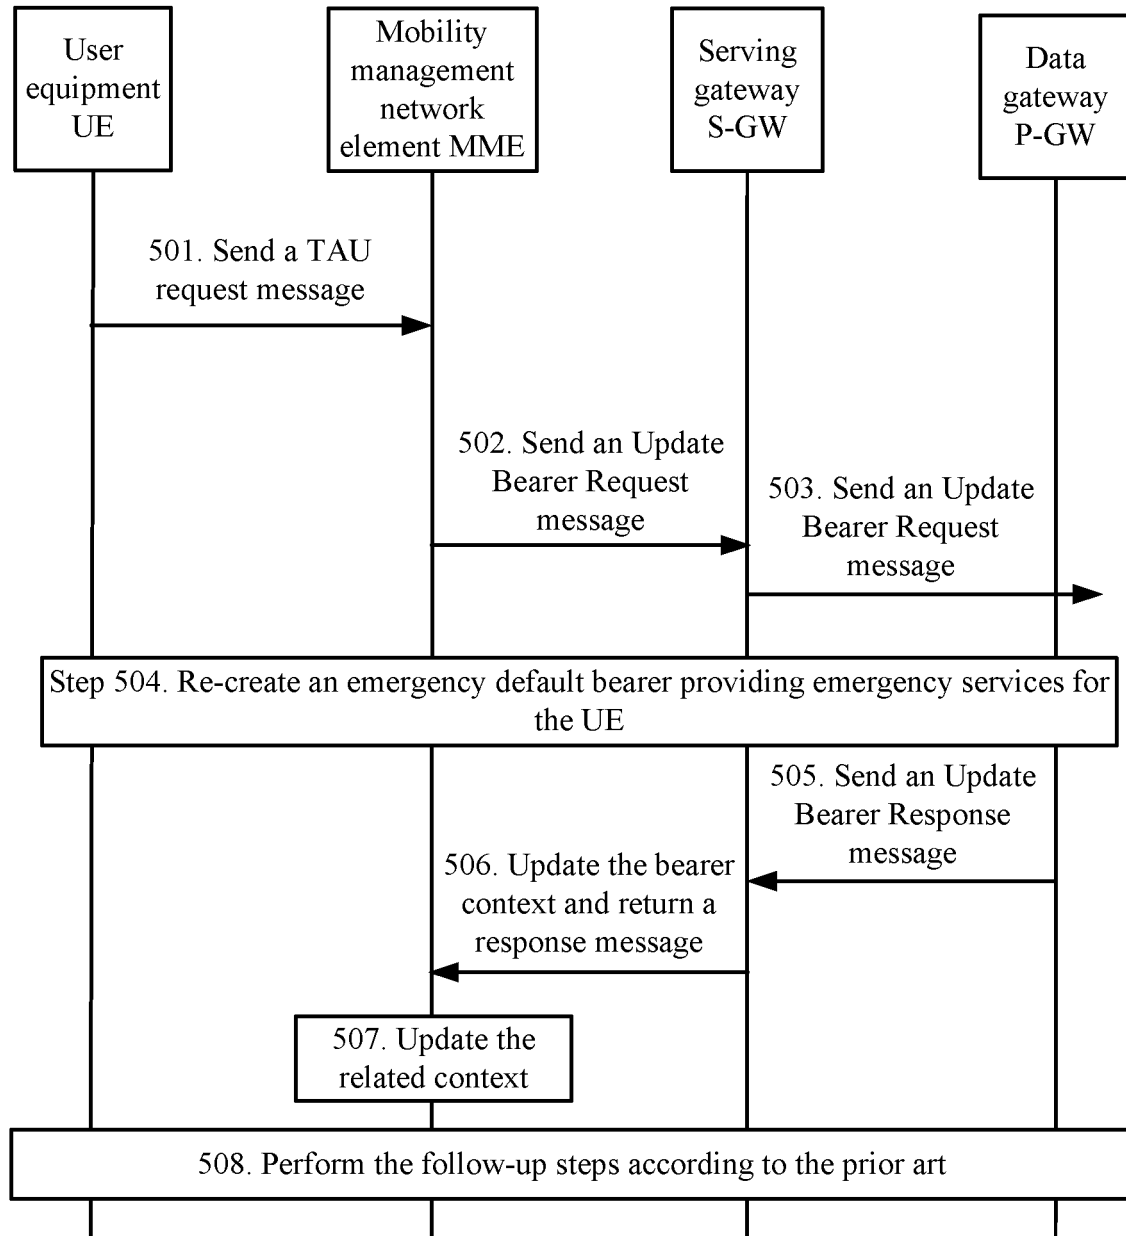 User
equipment
UE
Mobility
management
network
element MME
Serving
gateway
S-GW
Data
gateway
P-GW
501. Send a TAU
request message
502. Send an Update
Bearer Request
message
503. Send an Update
Bearer Request
message
Step 504. Re-create an emergency default bearer providing emergency services for
the UE
505. Send an Update
Bearer Response
message
506. Update the bearer
context and return a
response message
507. Update the
related context
508. Perform the follow-up steps according to the prior art